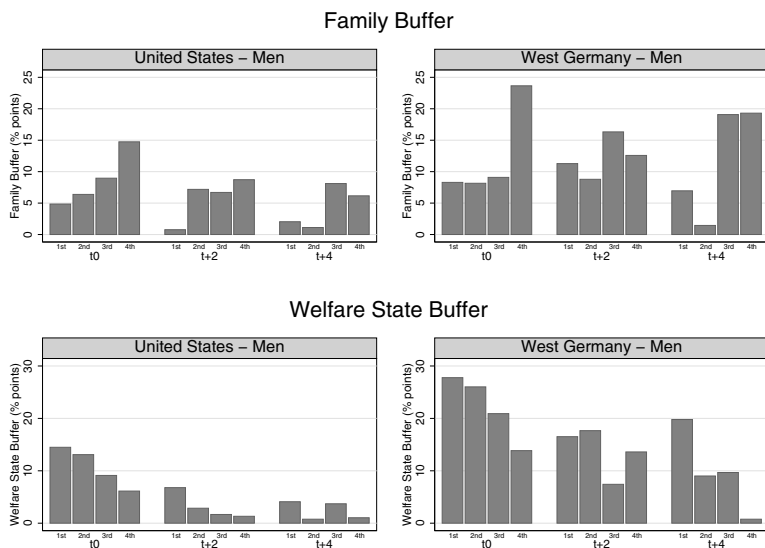 Family Buffer
United States – Men
West Germany – Men
Family Buffer (% points)
0 5 10 15 20 25
1st 2nd 3rd 4th 1st 2nd 3rd 4th 1st 2nd 3rd 4th
t0 t+2 t+4
Family Buffer (% points)
0 5 10 15 20 25
1st 2nd 3rd 4th 1st 2nd 3rd 4th 1st 2nd 3rd 4th
t0 t+2 t+4
Welfare State Buffer
United States – Men
West Germany – Men
Welfare State Buffer (% points)
0 10 20 30
1st 2nd 3rd 4th 1st 2nd 3rd 4th 1st 2nd 3rd 4th
t0 t+2 t+4
Welfare State Buffer (% points)
0 10 20 30
1st 2nd 3rd 4th 1st 2nd 3rd 4th 1st 2nd 3rd 4th
t0 t+2 t+4